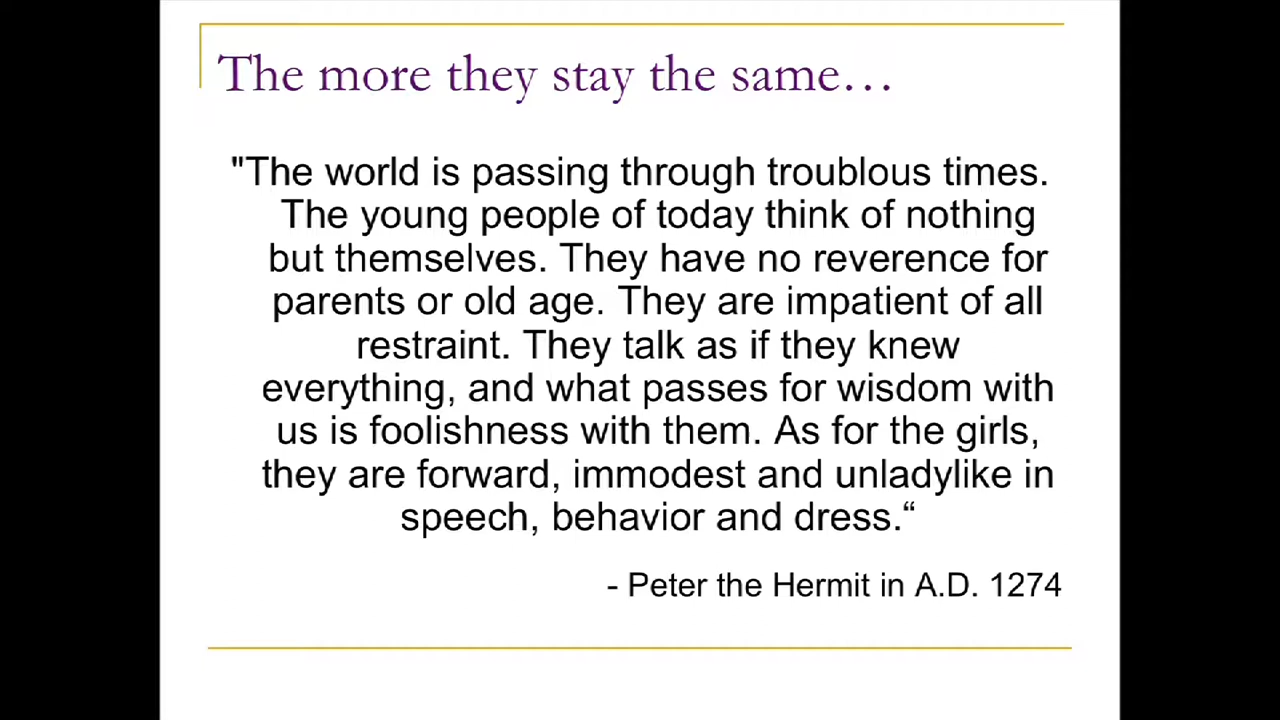 The more they stay the same…
"The world is passing through troublous times.
The young people of today think of nothing
but themselves. They have no reverence for
parents or old age. They are impatient of all
restraint. They talk as if they knew
everything, and what passes for wisdom with
us is foolishness with them. As for the girls,
they are forward, immodest and unladylike in
speech, behavior and dress.“
- Peter the Hermit in A.D. 1274